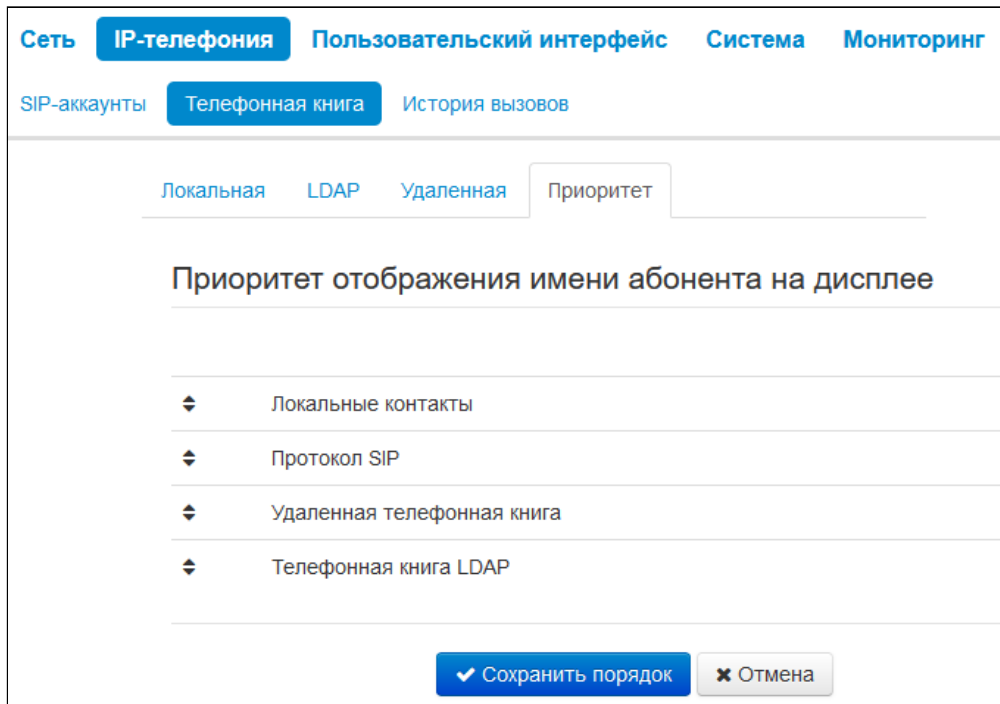 Сеть IP-телефония Пользовательский интерфейс Система Мониторинг
SIP-аккаунты Телефонная книга История вызовов
Локальная LDAP Удаленная Приоритет
Приоритет отображения имени абонента на дисплее
Локальные контакты
Протокол SIP
Удаленная телефонная книга
Телефонная книга LDAP
Сохранить порядок Отмена